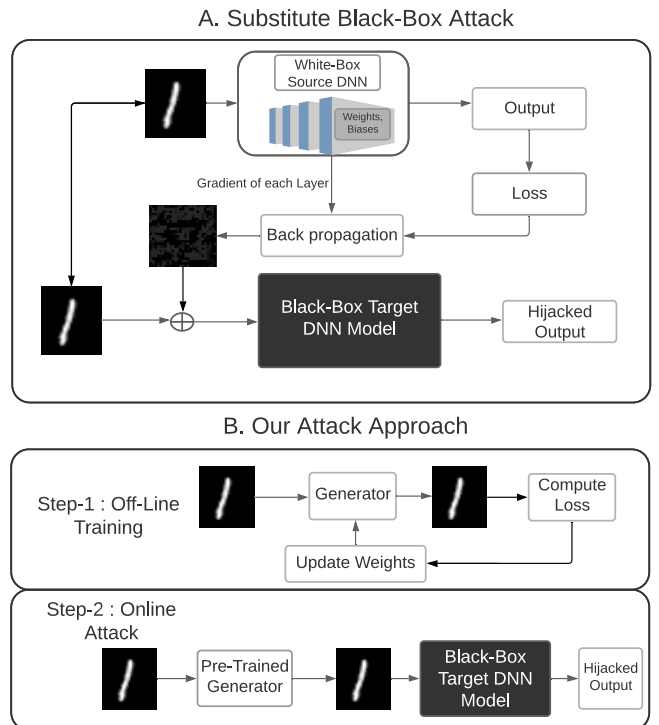 A. Substitute Black-Box Attack
White-Box
Source DNN
Weights,
Biases
Output
Gradient of each Layer
Loss
Back propagation
Black-Box Target
DNN Model
Hijacked
Output
B. Our Attack Approach
Step-1 : Off-Line
Training
Generator
Compute
Loss
Update Weights
Step-2 : Online
Attack
Pre-Trained
Generator
Black-Box
Target DNN
Model
Hijacked
Output